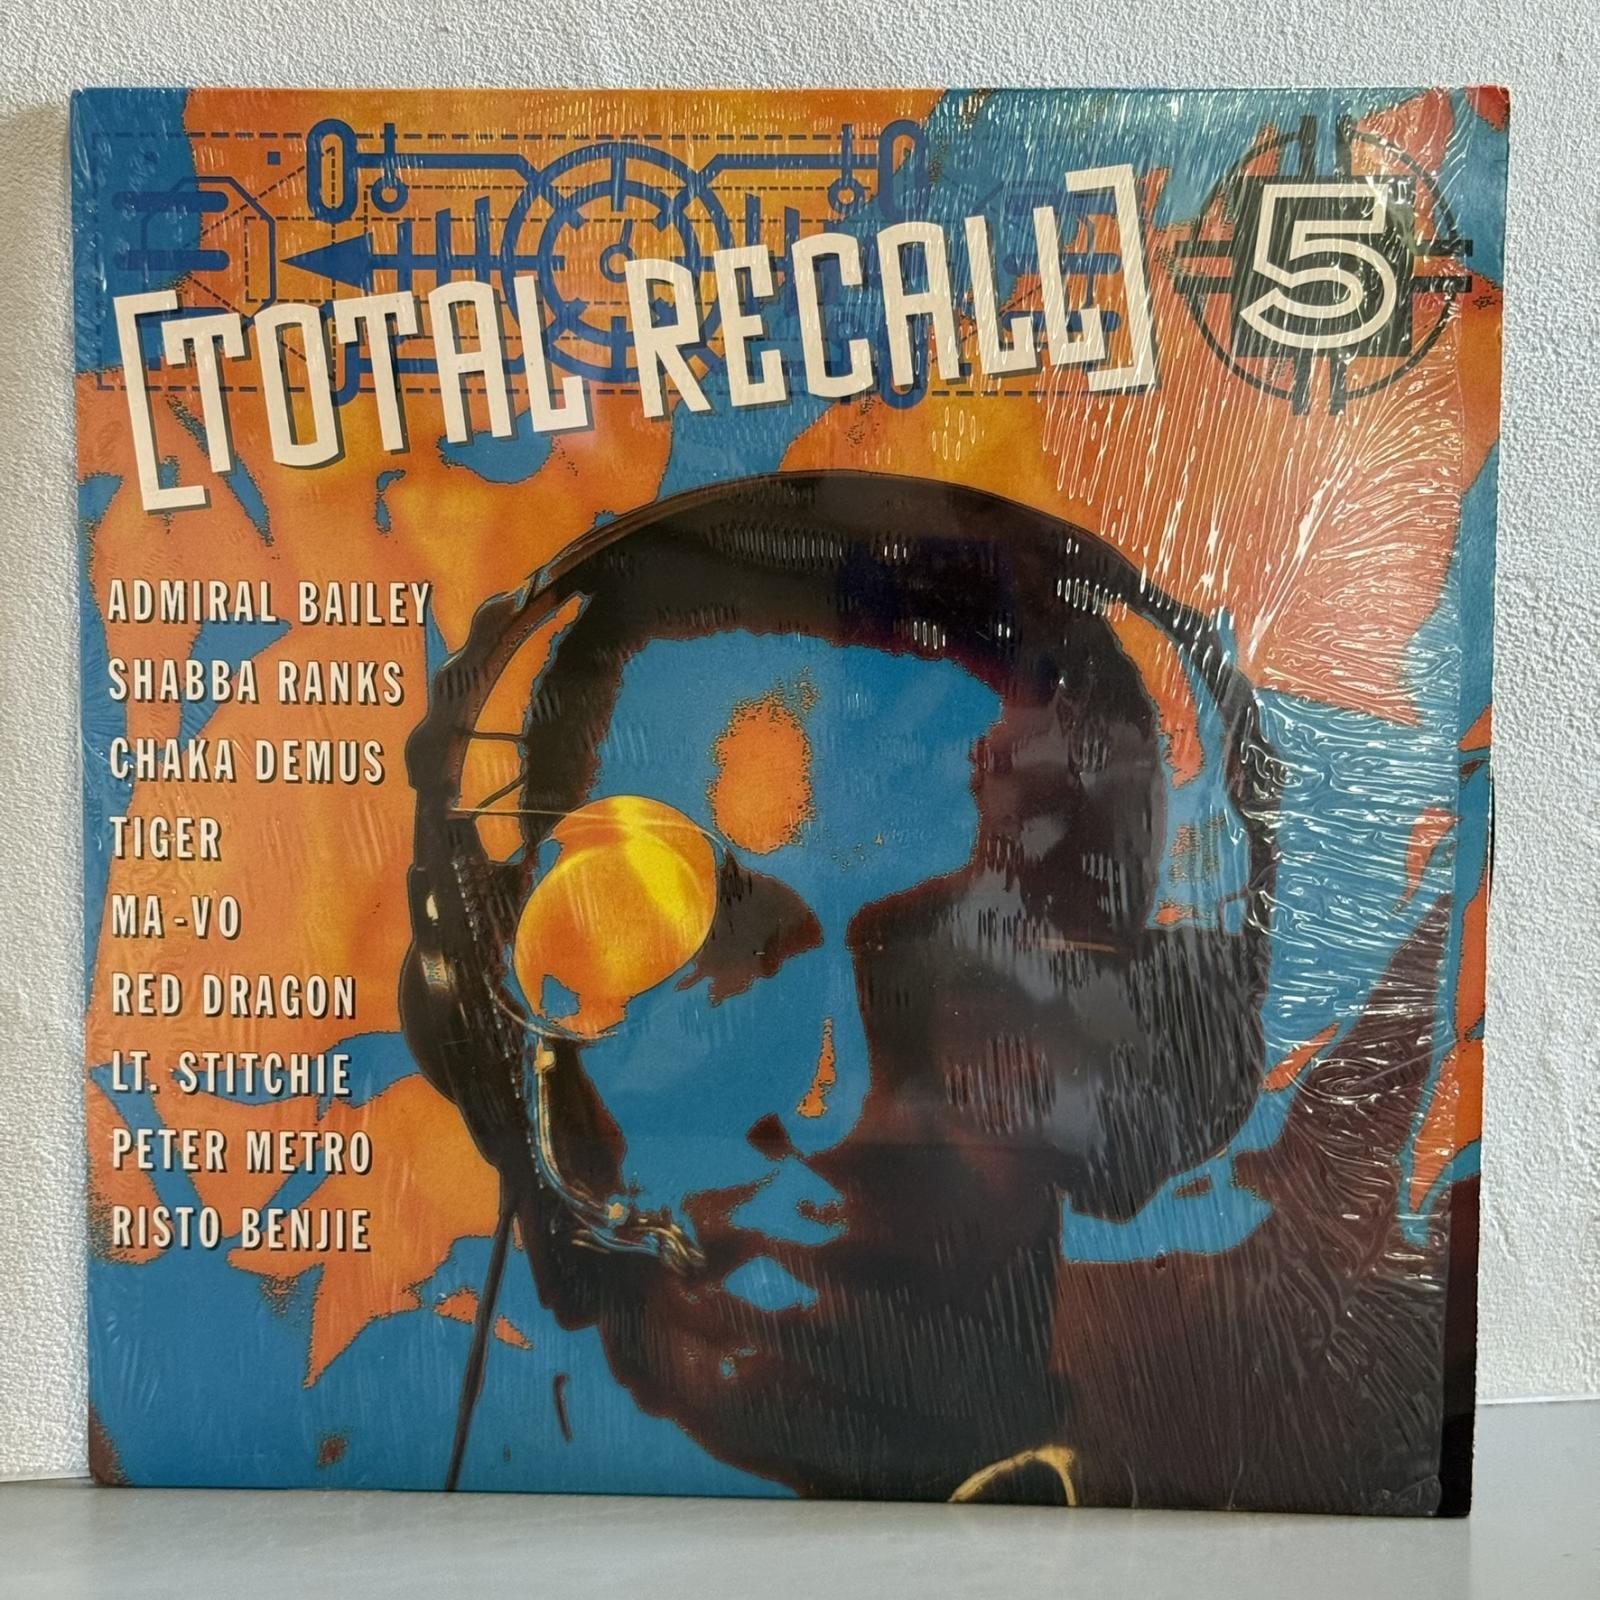 [TOTAL RECALL] 5
ADMIRAL BAILEY
SHABBA RANKS
CHAKA DEMUS
TIGER
MA-VO
RED DRAGON
LT. STITCHIE
PETER METRO
RISTO BENJIE